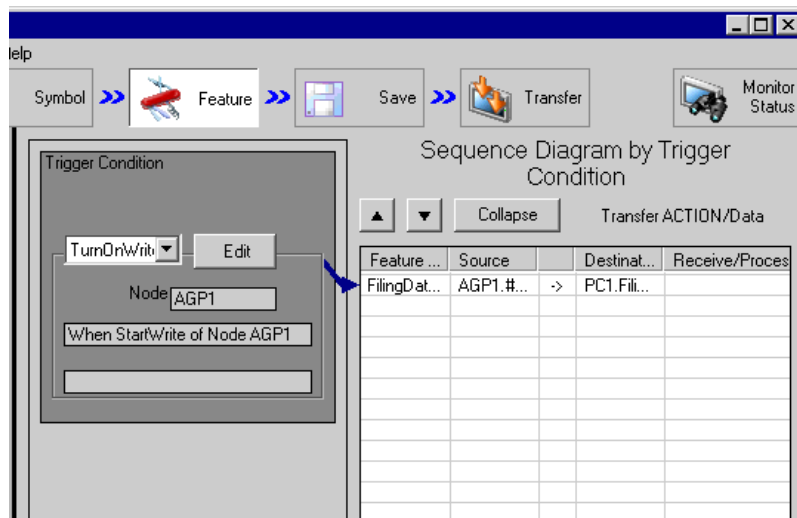 Help
Symbol
Feature
Save
Transfer
Monitor
Status
Trigger Condition
TurnOnWrit
Edit
Node
AGP1
When StartWrite of Node AGP1
Sequence Diagram by Trigger
Condition
Collapse
Transfer ACTION/Data
Feature ... Source Destinat... Receive/Proces
FilingDat... AGP1.#... -> PC1.Fili...